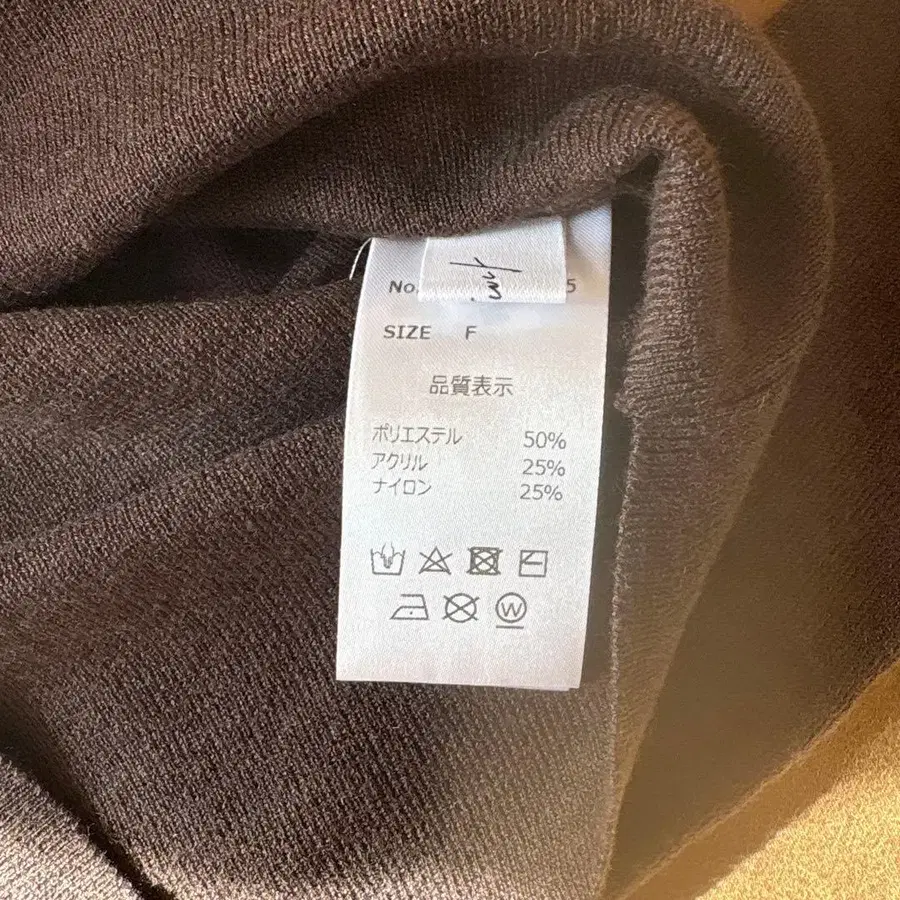 No. 5
SIZE F
品質表示
ポリエステル 50%
アクリル 25%
ナイロン 25%
W